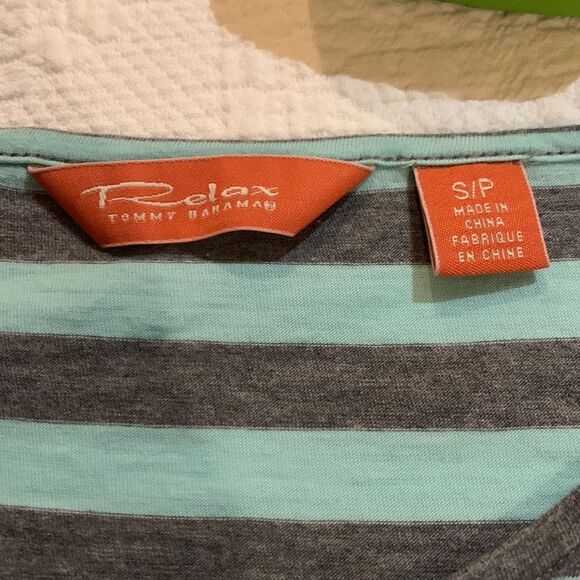 Relax
TOMMY BAHAMA®
S/P
MADE IN
CHINA
FABRIQUE
EN CHINE